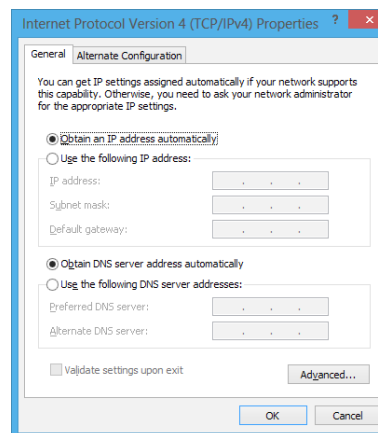 Internet Protocol Version 4 (TCP/IPv4) Properties ? ×
General Alternate Configuration
You can get IP settings assigned automatically if your network supports
this capability. Otherwise, you need to ask your network administrator
for the appropriate IP settings.
Obtain an IP address automatically
Use the following IP address:
IP address:
Subnet mask:
Default gateway:
Obtain DNS server address automatically
Use the following DNS server addresses:
Preferred DNS server:
Alternate DNS server:
Validate settings upon exit
Advanced...
OK Cancel